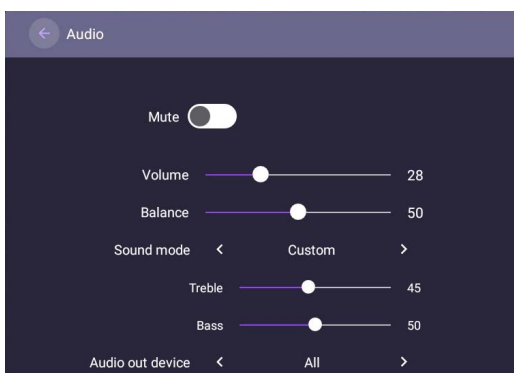 Audio
Mute
Volume 28
Balance 50
Sound mode < Custom >
Treble 45
Bass 50
Audio out device < All >